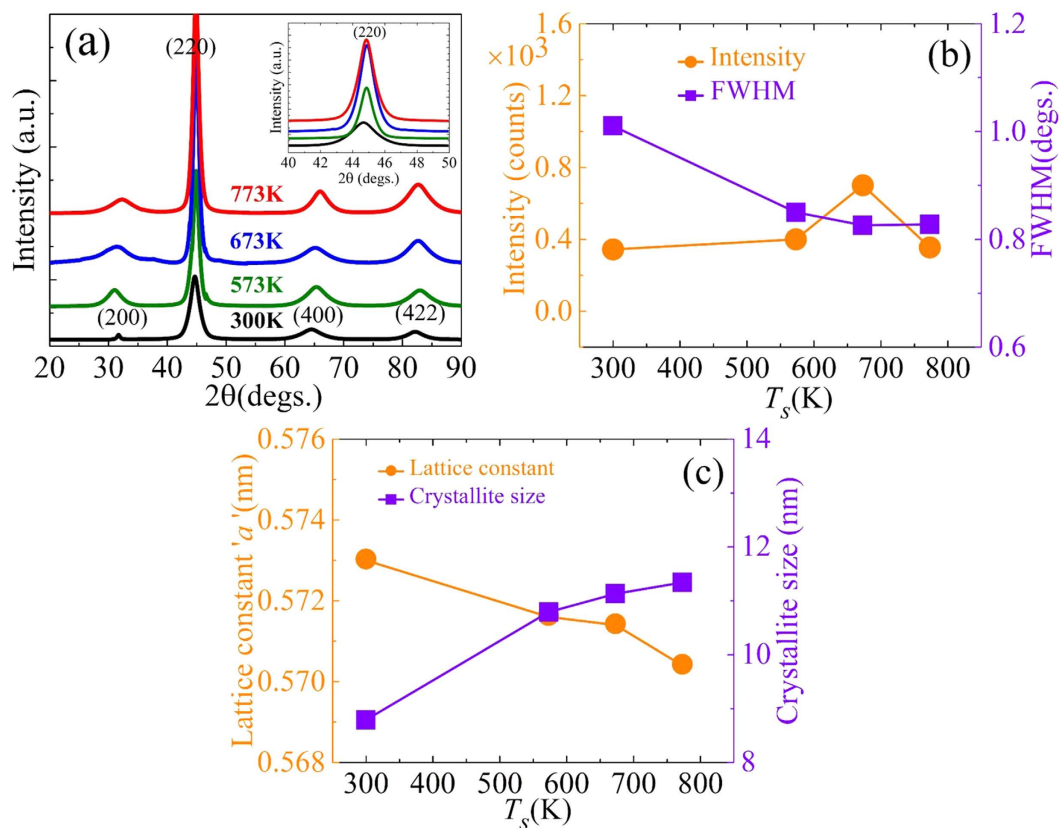 (a)
(220)
773K
673K
573K
300K
(200)
(400)
(422)
Intensity (a.u.)
20 30 40 50 60 70 80 90
2θ(degs.)
(220)
Intensity (a.u.)
40 42 44 46 48 50
2θ (degs.)
(b)
×10³
Intensity
FWHM
Intensity (counts)
1.6
1.2
0.8
0.4
0.0
FWHM(degs.)
1.2
1.0
0.8
0.6
300 400 500 600 700 800
Tₛ(K)
(c)
Lattice constant
Crystallite size
Lattice constant 'a'(nm)
0.576
0.574
0.572
0.570
0.568
Crystallite size (nm)
14
12
10
8
300 400 500 600 700 800
Tₛ(K)